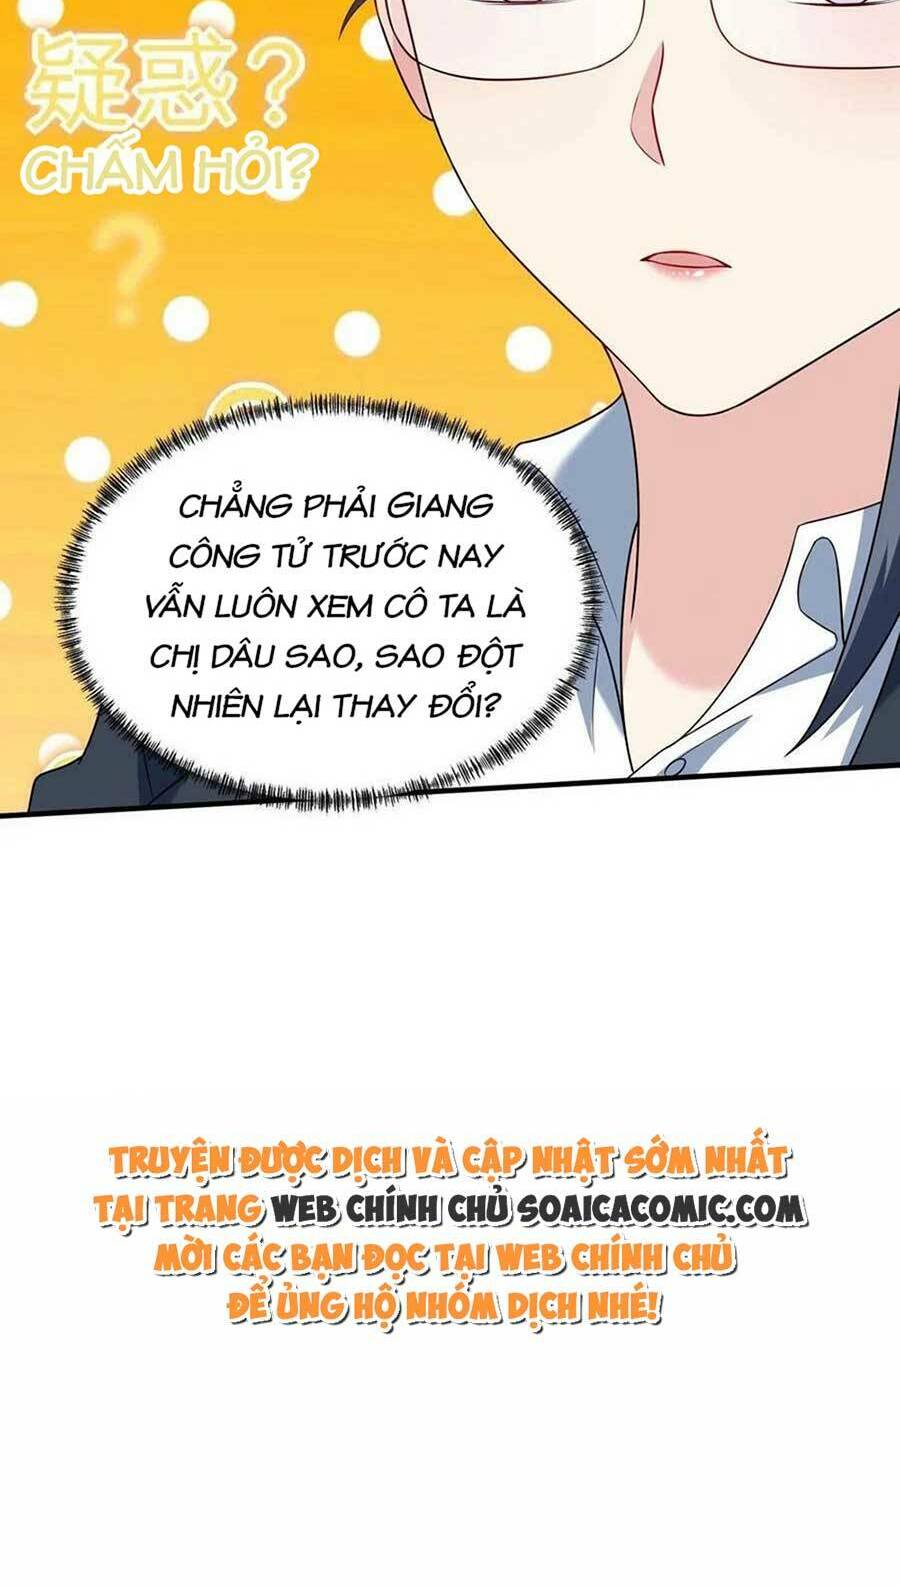 疑惑?
CHẤM HỎI?
?
CHẲNG PHẢI GIANG
CÔNG TỬ TRƯỚC NAY
VẪN LUÔN XEM CÔ TA LÀ
CHỊ DÂU SAO, SAO ĐỘT
NHIÊN LẠI THAY ĐỔI?
TRUYỆN ĐƯỢC DỊCH VÀ CẬP NHẬT SỚM NHẤT
TẠI TRANG WEB CHÍNH CHỦ SOAICACOMIC.COM
MỜI CÁC BẠN ĐỌC TẠI WEB CHÍNH CHỦ
ĐỂ ỦNG HỘ NHÓM DỊCH NHÉ!